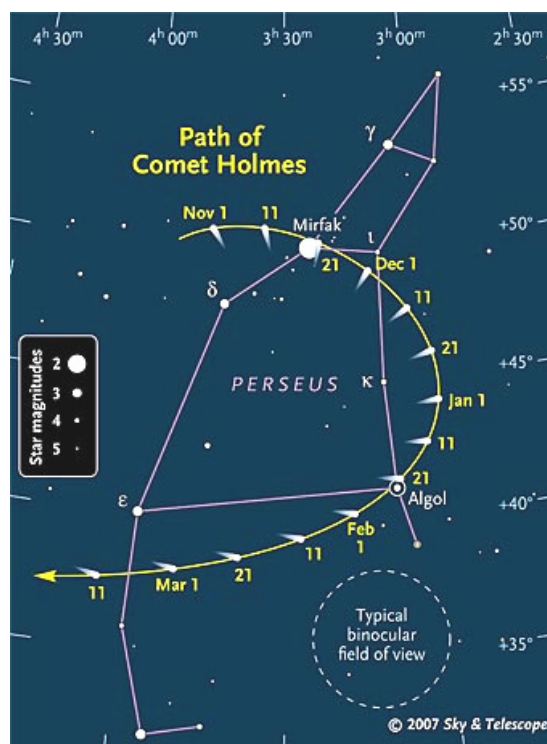 4h 30m 4h 00m 3h 30m 3h 00m 2h 30m
+55°
γ
Path of
Comet Holmes
Nov 1 11 Mirfak +50°
ι
21 Dec 1
δ
11
Star magnitudes
2
3
4
5
21 +45°
PERSEUS κ
Jan 1
11
21
ε Algol +40°
Feb
1
11
21
Mar 1
11
Typical
binocular
field of view
+35°
© 2007 Sky & Telescope